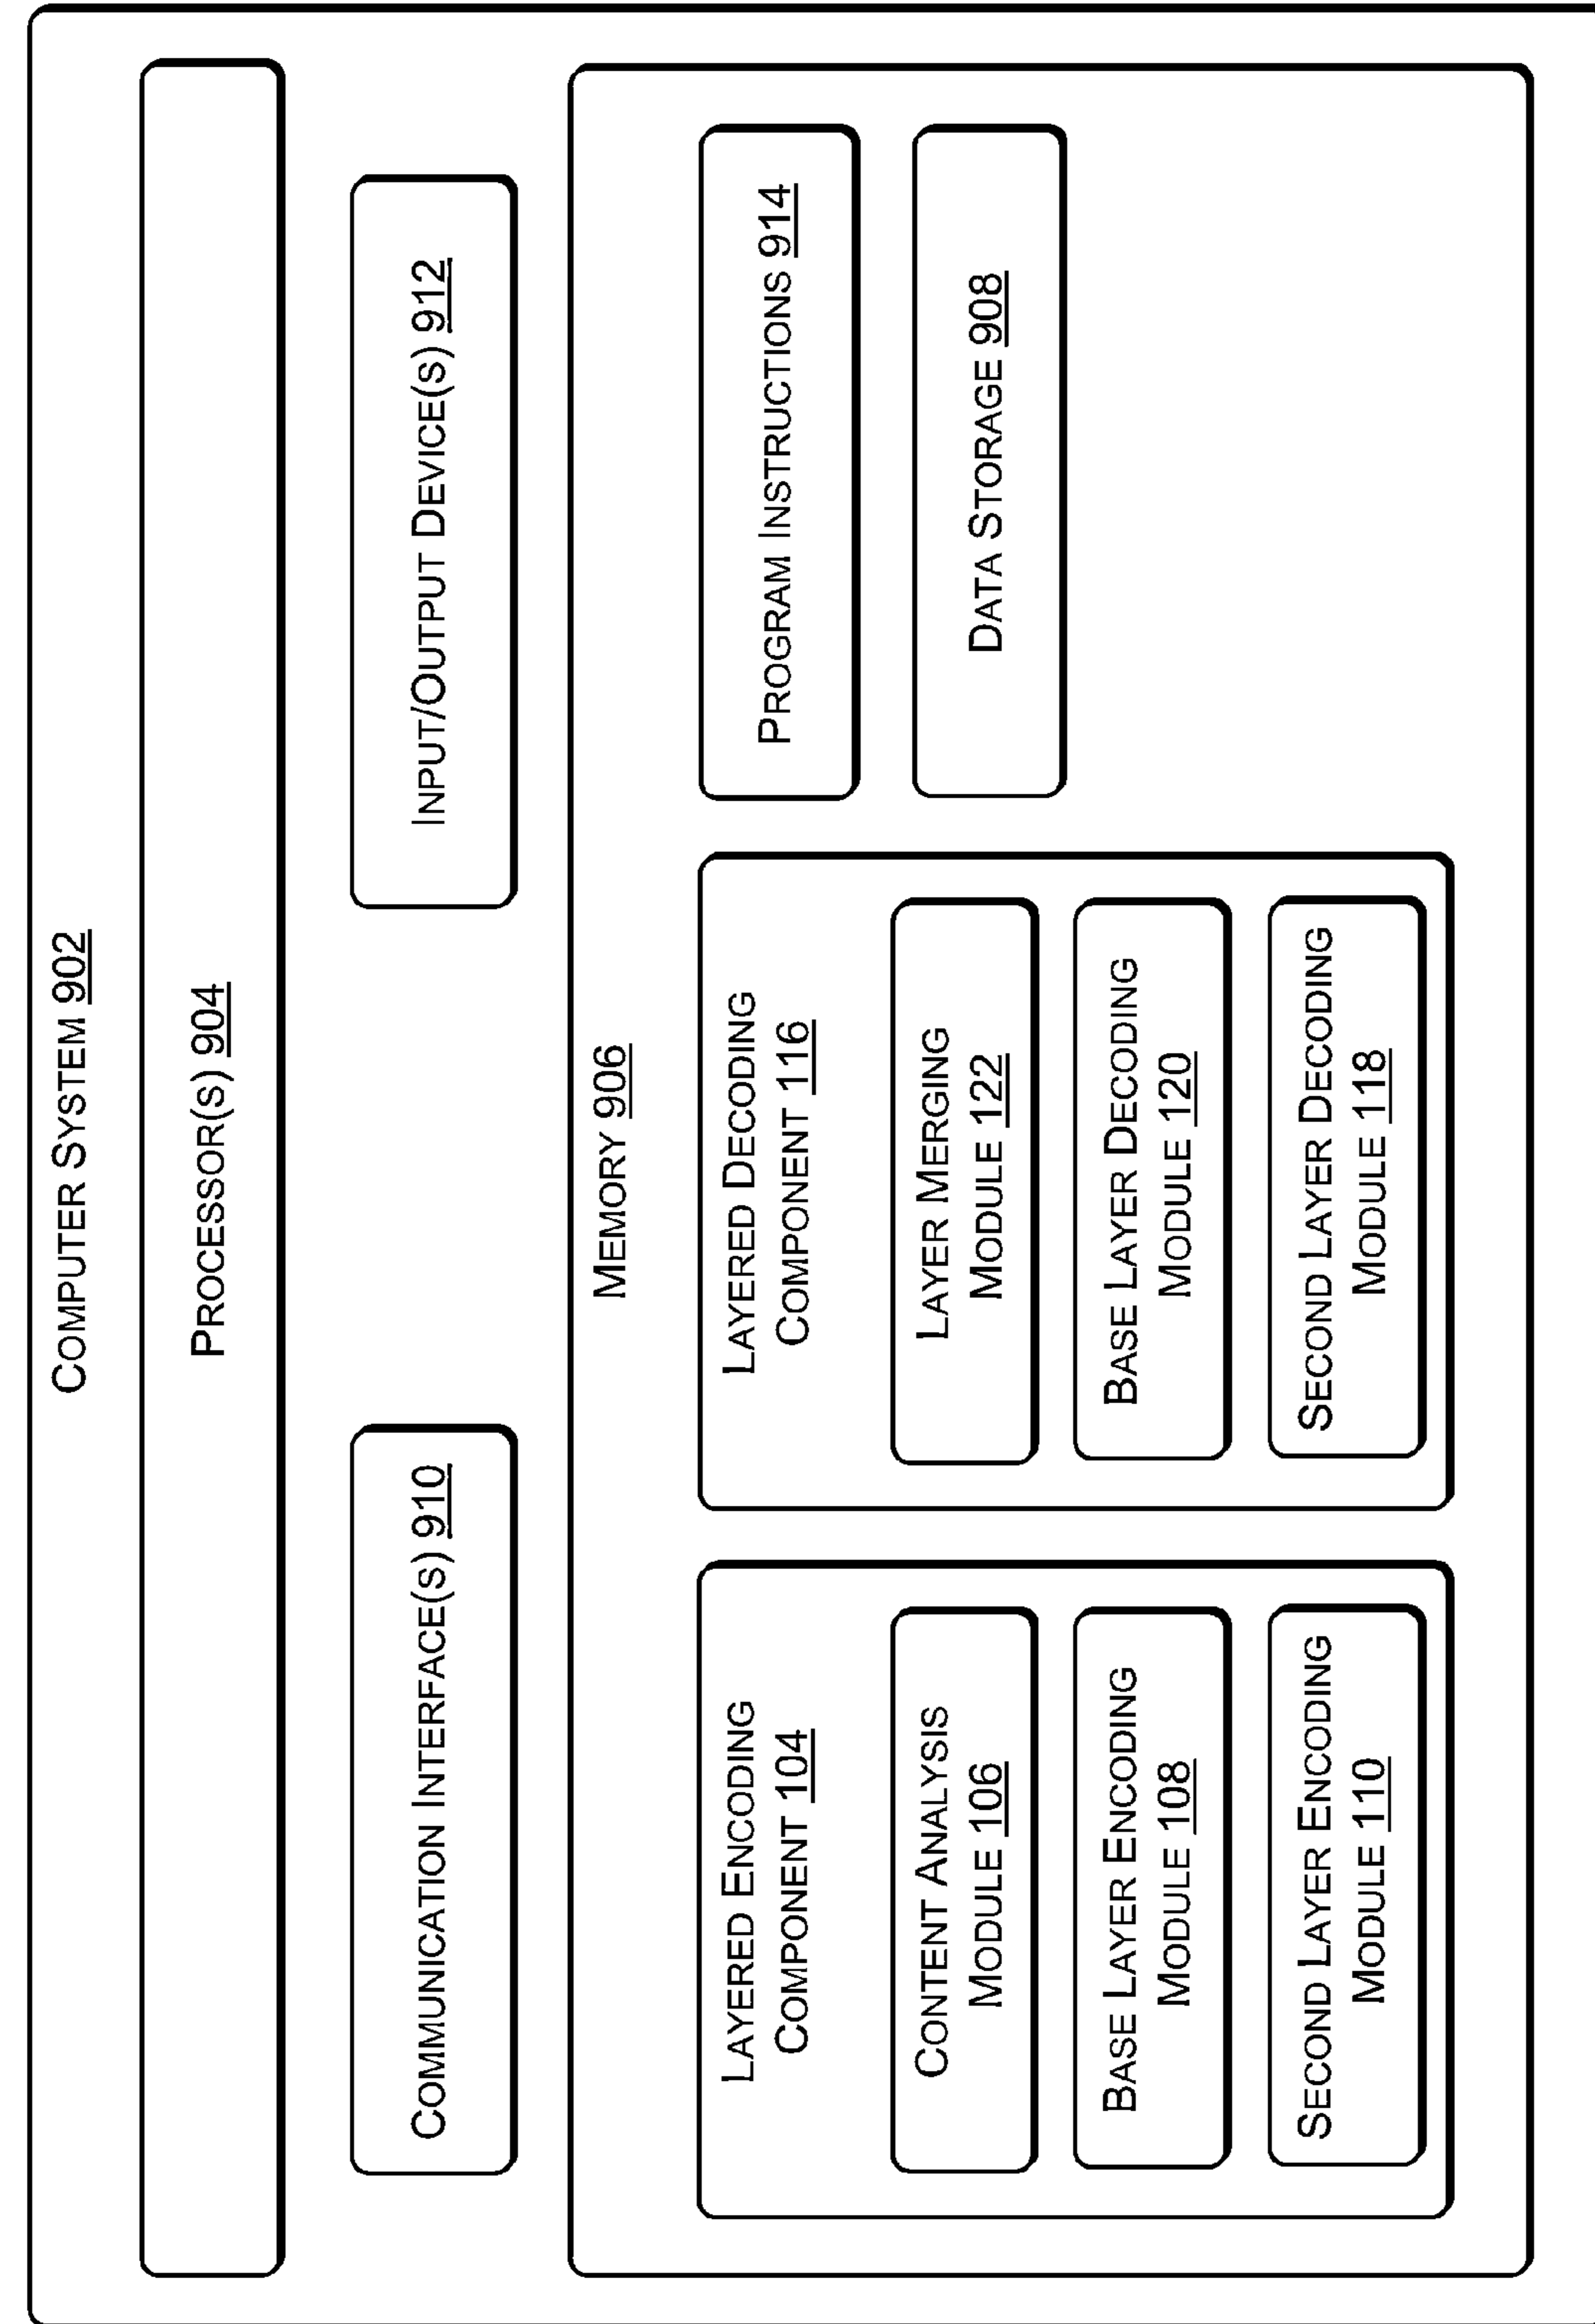 COMPUTER SYSTEM 902
PROCESSOR(S) 904
COMMUNICATION INTERFACE(S) 910
INPUT/OUTPUT DEVICE(S) 912
MEMORY 906
LAYERED ENCODING
COMPONENT 104
CONTENT ANALYSIS
MODULE 106
BASE LAYER ENCODING
MODULE 108
SECOND LAYER ENCODING
MODULE 110
LAYERED DECODING
COMPONENT 116
LAYER MERGING
MODULE 122
BASE LAYER DECODING
MODULE 120
SECOND LAYER DECODING
MODULE 118
PROGRAM INSTRUCTIONS 914
DATA STORAGE 908